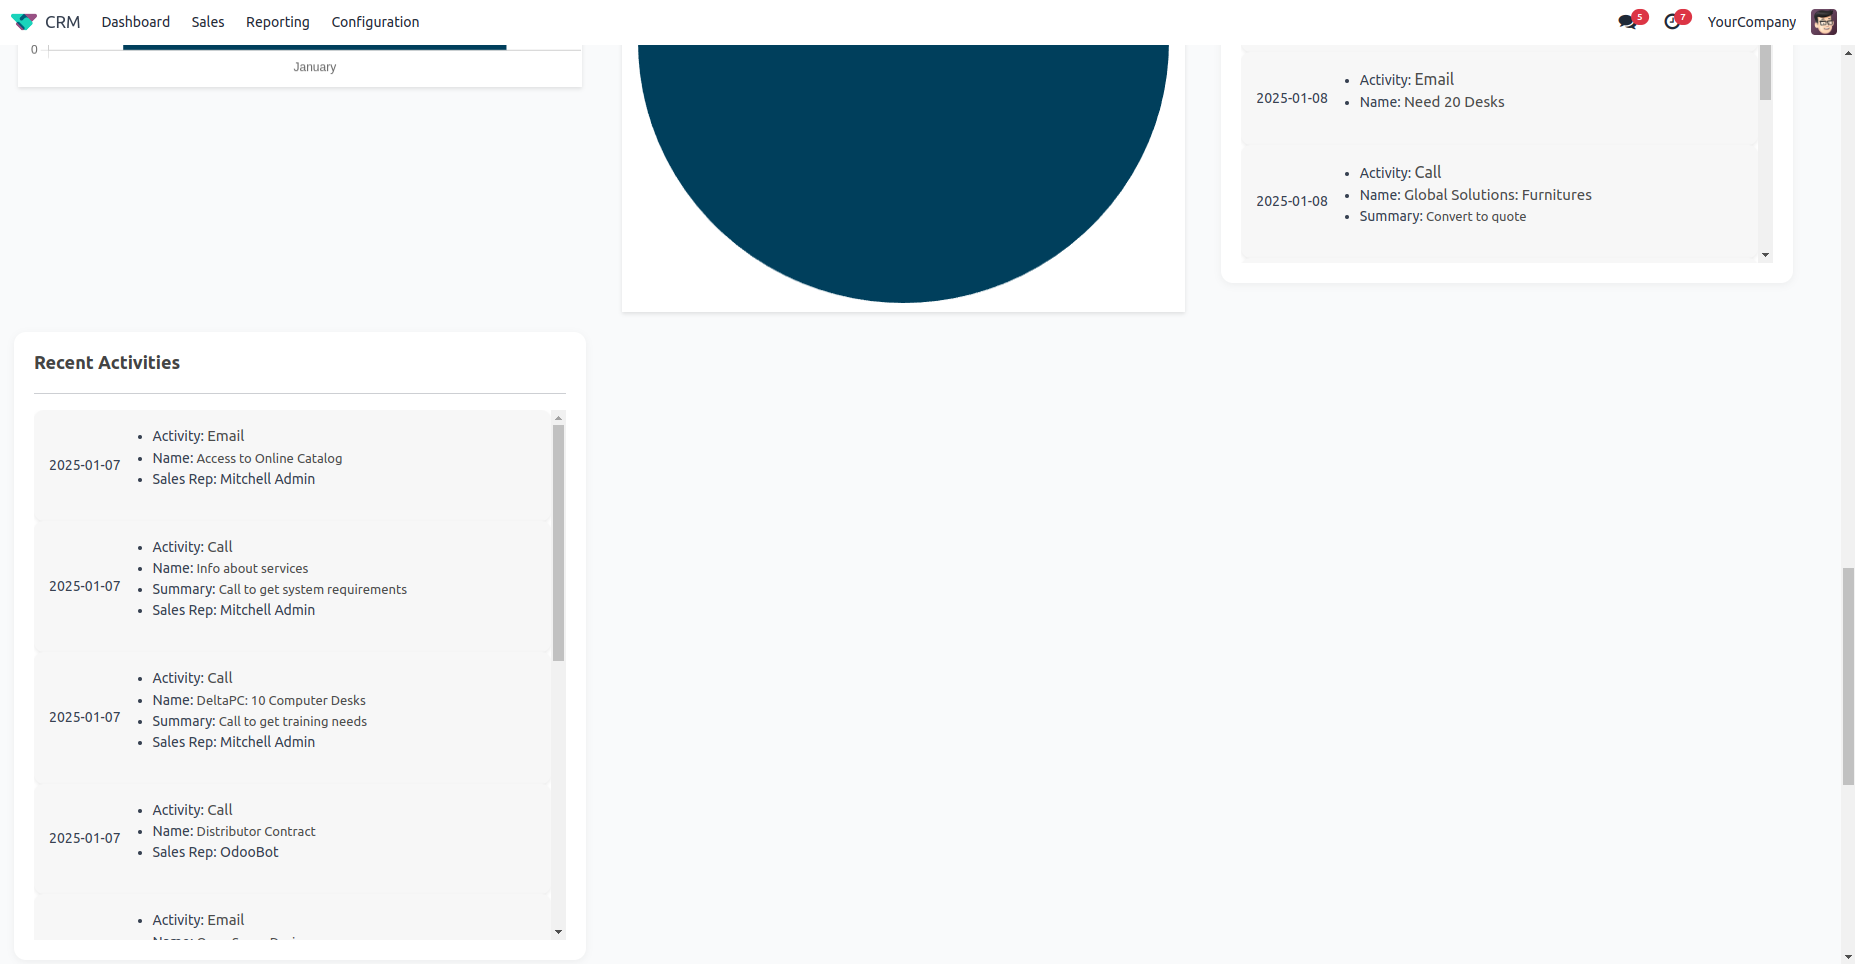 CRM Dashboard Sales Reporting Configuration 5 7 YourCompany
0
January
2025-01-08
Activity: Email
Name: Need 20 Desks
2025-01-08
Activity: Call
Name: Global Solutions: Furnitures
Summary: Convert to quote
Recent Activities
2025-01-07
Activity: Email
Name: Access to Online Catalog
Sales Rep: Mitchell Admin
2025-01-07
Activity: Call
Name: Info about services
Summary: Call to get system requirements
Sales Rep: Mitchell Admin
2025-01-07
Activity: Call
Name: DeltaPC: 10 Computer Desks
Summary: Call to get training needs
Sales Rep: Mitchell Admin
2025-01-07
Activity: Call
Name: Distributor Contract
Sales Rep: OdooBot
Activity: Email